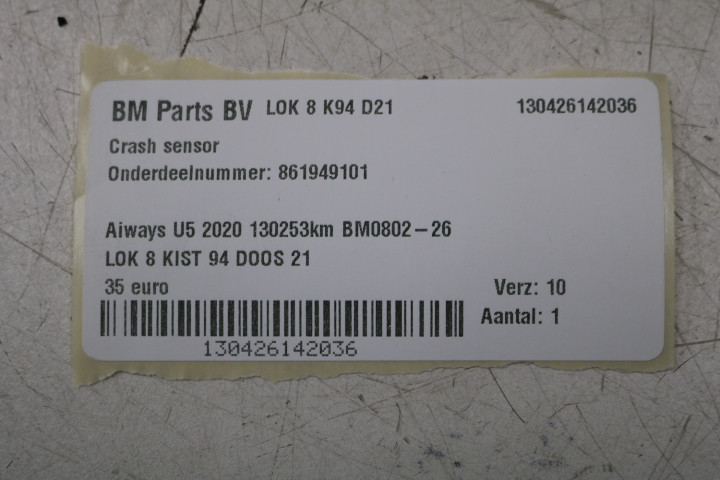 BM Parts BV LOK 8 K94 D21 130426142036
Crash sensor
Onderdeelnummer: 861949101
Aiways U5 2020 130253km BM0802-26
LOK 8 KIST 94 DOOS 21
35 euro Verz: 10
Aantal: 1
130426142036